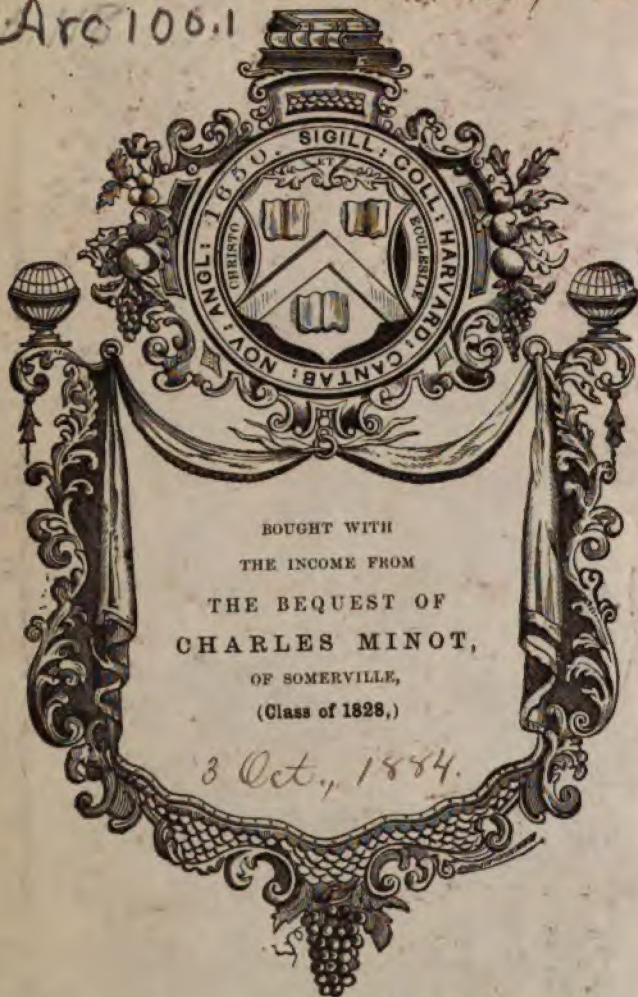 Arc 100.1
SIGILL: COLL: HARVARD: CANTAB: NOV: ANGL: 1650.
ET
CHRISTO
ECCLESIAE
BOUGHT WITH
THE INCOME FROM
THE BEQUEST OF
CHARLES MINOT,
OF SOMERVILLE,
(Class of 1828,)
3 Oct., 1884.